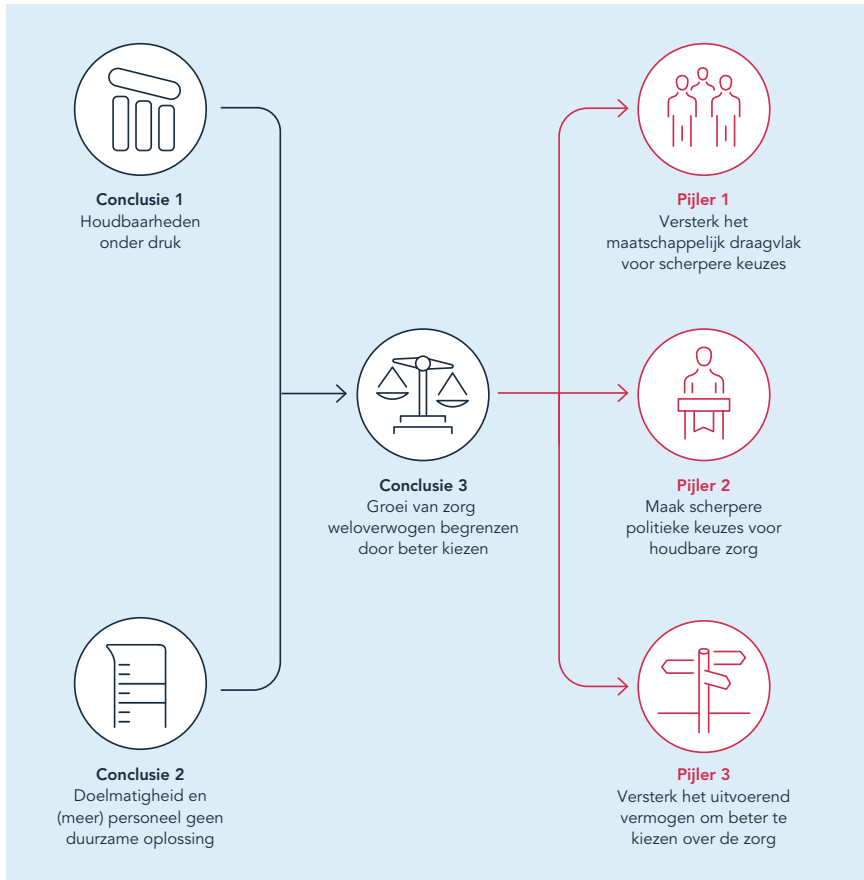 Conclusie 1
Houdbaarheden
onder druk
Conclusie 2
Doelmatigheid en
(meer) personeel geen
duurzame oplossing
Conclusie 3
Groei van zorg
weloverwogen begrenzen
door beter kiezen
Pijler 1
Versterk het
maatschappelijk draagvlak
voor scherpere keuzes
Pijler 2
Maak scherpere
politieke keuzes voor
houdbare zorg
Pijler 3
Versterk het uitvoerend
vermogen om beter te
kiezen over de zorg